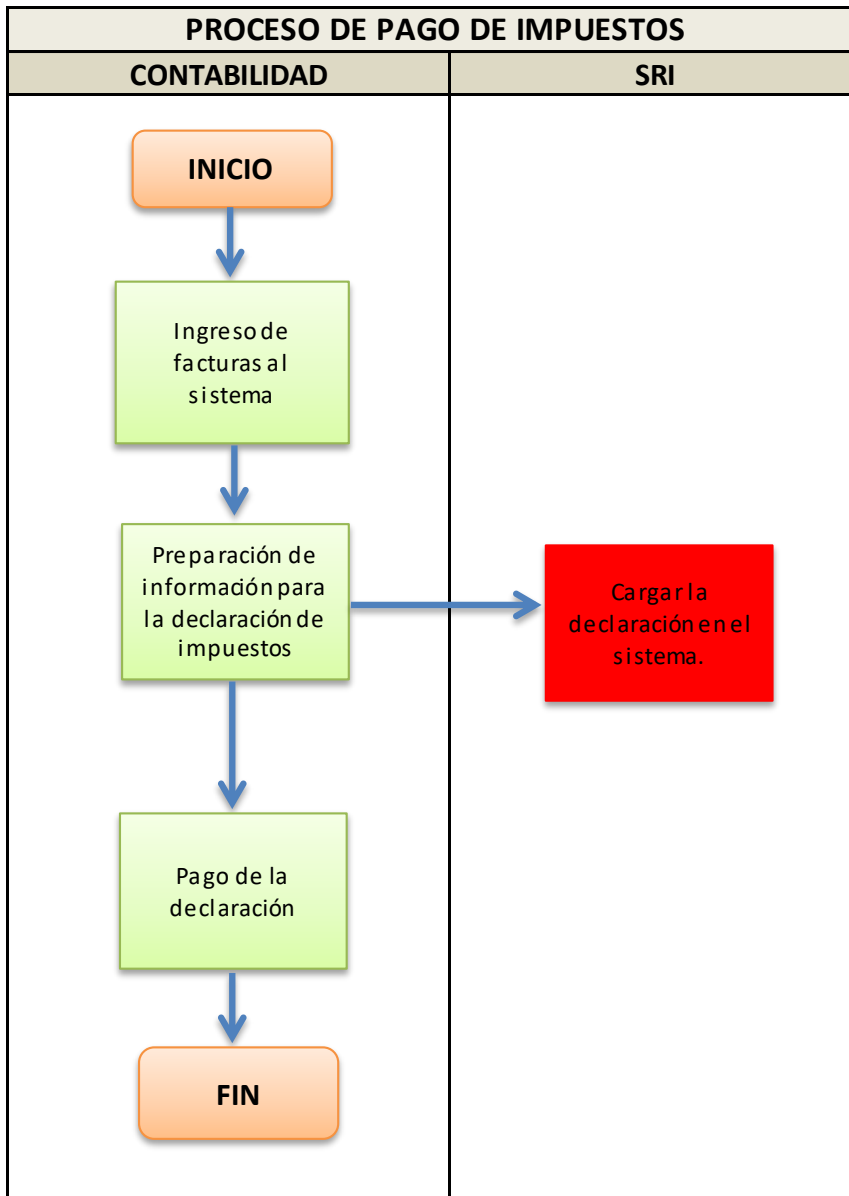 PROCESO DE PAGO DE IMPUESTOS
CONTABILIDAD
SRI
INICIO
Ingreso de
facturas al
sistema
Preparación de
información para
la declaración de
impuestos
Cargar la
declaración en el
sistema.
Pago de la
declaración
FIN